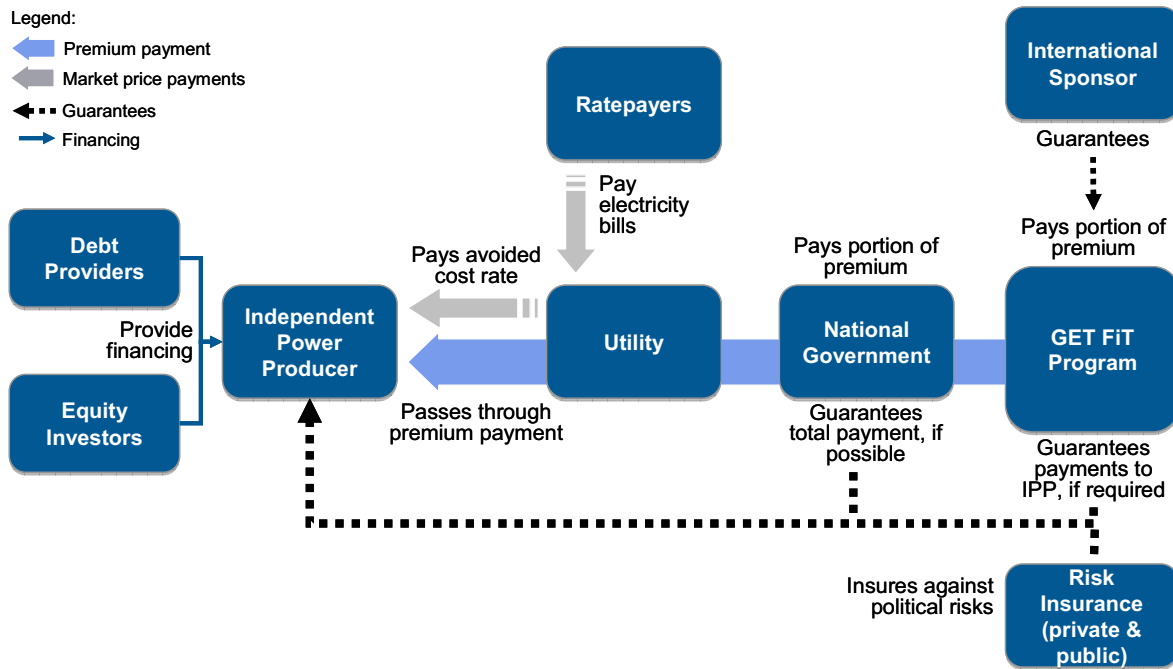 Legend:
Premium payment
Market price payments
Guarantees
Financing
International
Sponsor
Ratepayers
Guarantees
Pay
electricity
bills
Debt
Providers
Pays avoided
cost rate
Pays portion of
premium
Pays portion of
premium
Provide
financing
Independent
Power
Producer
Utility
National
Government
GET FiT
Program
Equity
Investors
Passes through
premium payment
Guarantees
total payment, if
possible
Guarantees
payments to
IPP, if required
Insures against
political risks
Risk
Insurance
(private &
public)